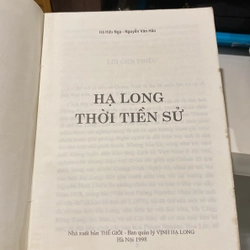 Hà Hữu Nga - Nguyễn Văn Hảo
HẠ LONG
THỜI TIỀN SỬ
Nhà xuất bản THẾ GIỚI - Ban quản lý VỊNH HẠ LONG
Hà Nội 1998